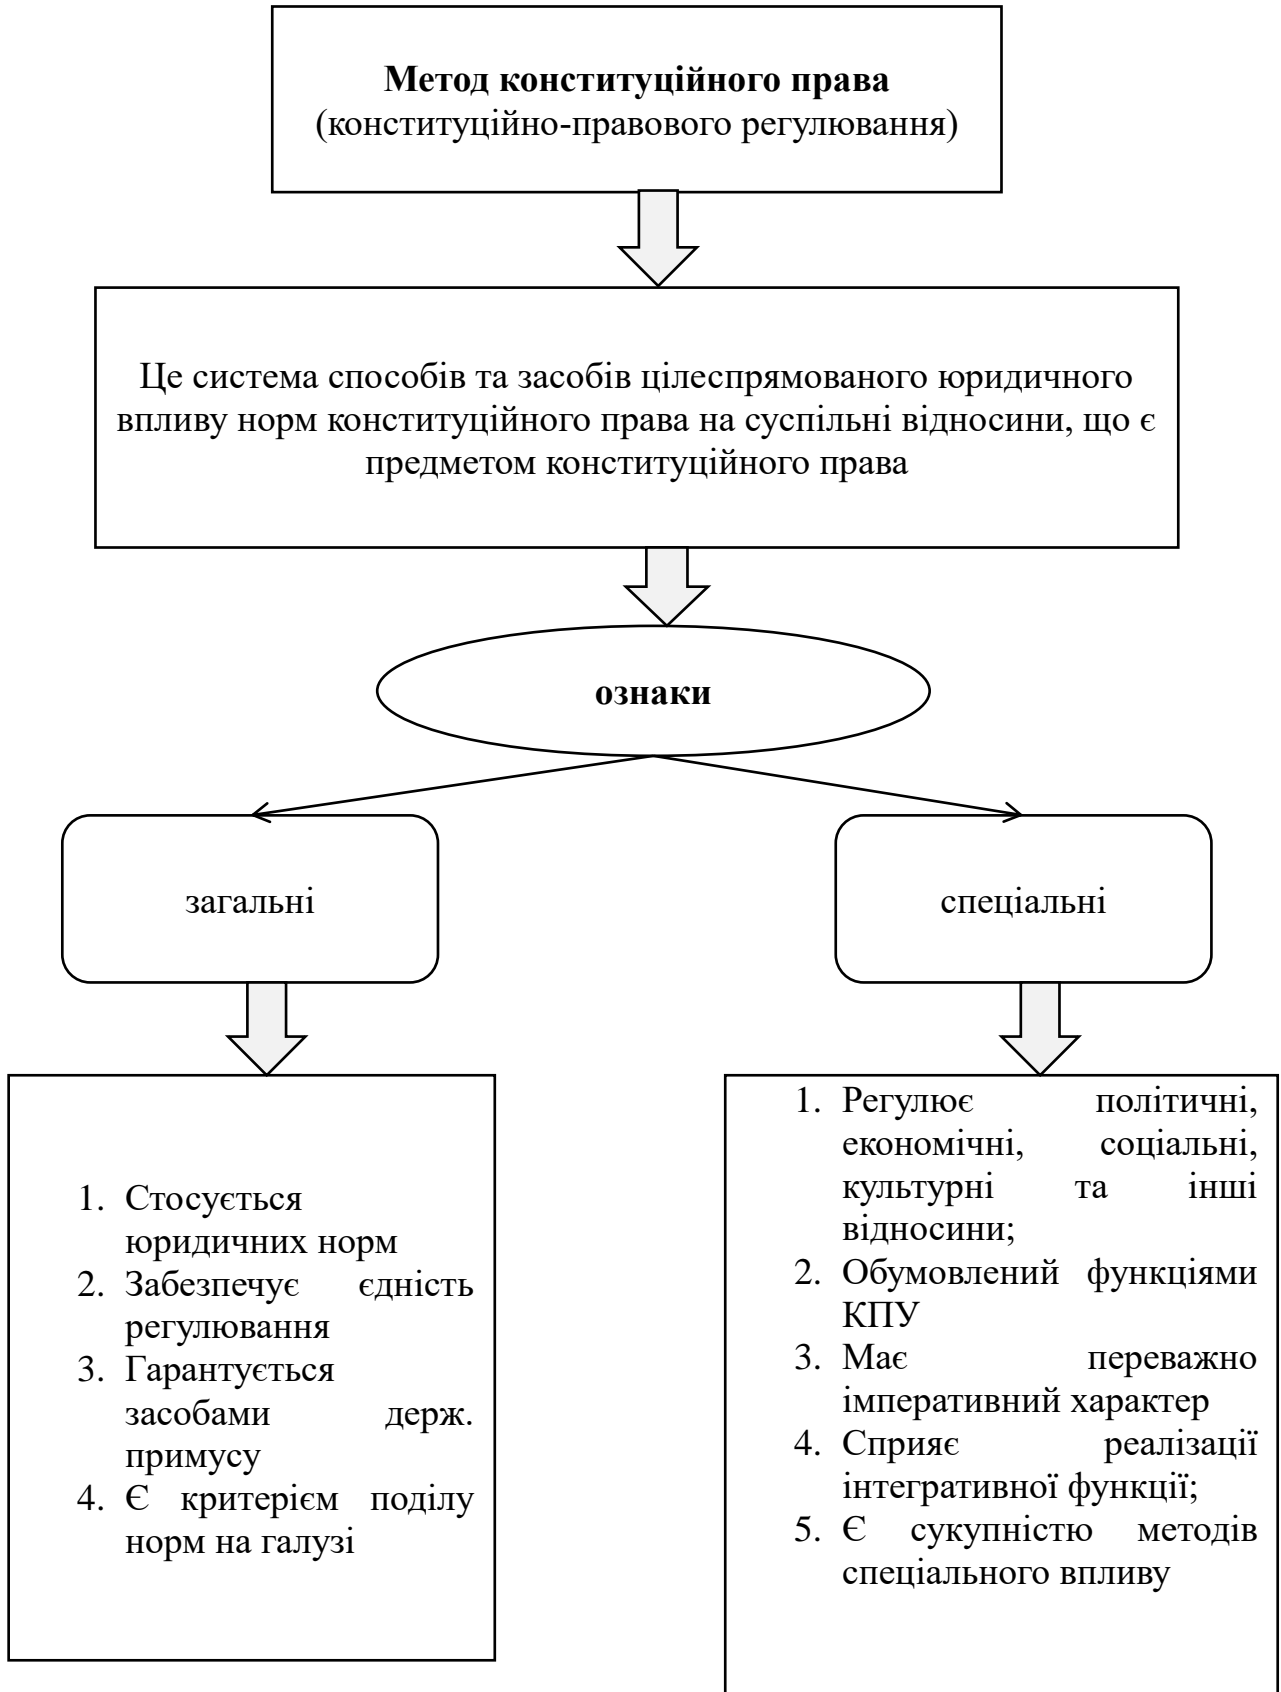 Метод конституційного права
(конституційно-правового регулювання)
Це система способів та засобів цілеспрямованого юридичного
впливу норм конституційного права на суспільні відносини, що є
предметом конституційного права
ознаки
загальні
спеціальні
1. Стосується
юридичних норм
2. Забезпечує єдність
регулювання
3. Гарантується
засобами держ.
примусу
4. Є критерієм поділу
норм на галузі
1. Регулює політичні,
економічні, соціальні,
культурні та інші
відносини;
2. Обумовлений функціями
КПУ
3. Має переважно
імперативний характер
4. Сприяє реалізації
інтегративної функції;
5. Є сукупністю методів
спеціального впливу